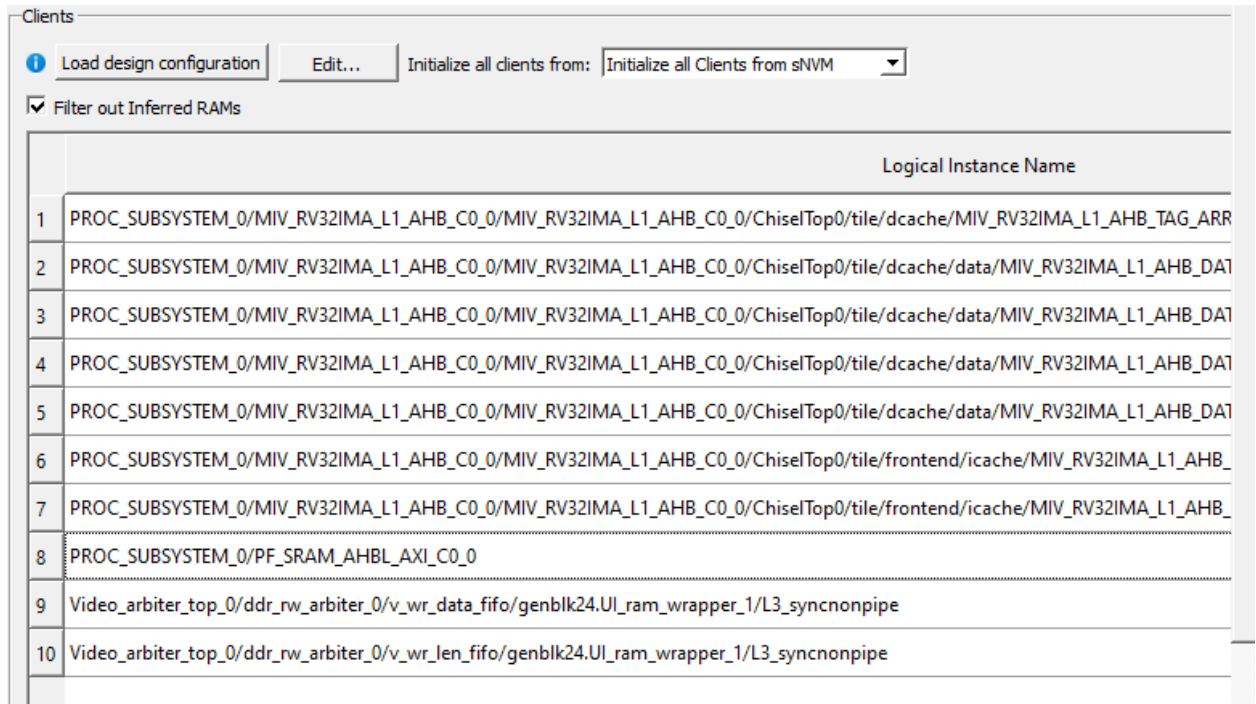 Clients
Load design configuration Edit... Initialize all clients from: Initialize all Clients from sNVM
Filter out Inferred RAMs
Logical Instance Name
1 PROC_SUBSYSTEM_0/MIV_RV32IMA_L1_AHB_C0_0/MIV_RV32IMA_L1_AHB_C0_0/ChiselTop0/tile/dcache/MIV_RV32IMA_L1_AHB_TAG_ARR
2 PROC_SUBSYSTEM_0/MIV_RV32IMA_L1_AHB_C0_0/MIV_RV32IMA_L1_AHB_C0_0/ChiselTop0/tile/dcache/data/MIV_RV32IMA_L1_AHB_DAT
3 PROC_SUBSYSTEM_0/MIV_RV32IMA_L1_AHB_C0_0/MIV_RV32IMA_L1_AHB_C0_0/ChiselTop0/tile/dcache/data/MIV_RV32IMA_L1_AHB_DAT
4 PROC_SUBSYSTEM_0/MIV_RV32IMA_L1_AHB_C0_0/MIV_RV32IMA_L1_AHB_C0_0/ChiselTop0/tile/dcache/data/MIV_RV32IMA_L1_AHB_DAT
5 PROC_SUBSYSTEM_0/MIV_RV32IMA_L1_AHB_C0_0/MIV_RV32IMA_L1_AHB_C0_0/ChiselTop0/tile/dcache/data/MIV_RV32IMA_L1_AHB_DAT
6 PROC_SUBSYSTEM_0/MIV_RV32IMA_L1_AHB_C0_0/MIV_RV32IMA_L1_AHB_C0_0/ChiselTop0/tile/frontend/icache/MIV_RV32IMA_L1_AHB_
7 PROC_SUBSYSTEM_0/MIV_RV32IMA_L1_AHB_C0_0/MIV_RV32IMA_L1_AHB_C0_0/ChiselTop0/tile/frontend/icache/MIV_RV32IMA_L1_AHB_
8 PROC_SUBSYSTEM_0/PF_SRAM_AHBL_AXI_C0_0
9 Video_arbiter_top_0/ddr_rw_arbiter_0/v_wr_data_fifo/genblk24.UI_ram_wrapper_1/L3_syncnonpipe
10 Video_arbiter_top_0/ddr_rw_arbiter_0/v_wr_len_fifo/genblk24.UI_ram_wrapper_1/L3_syncnonpipe